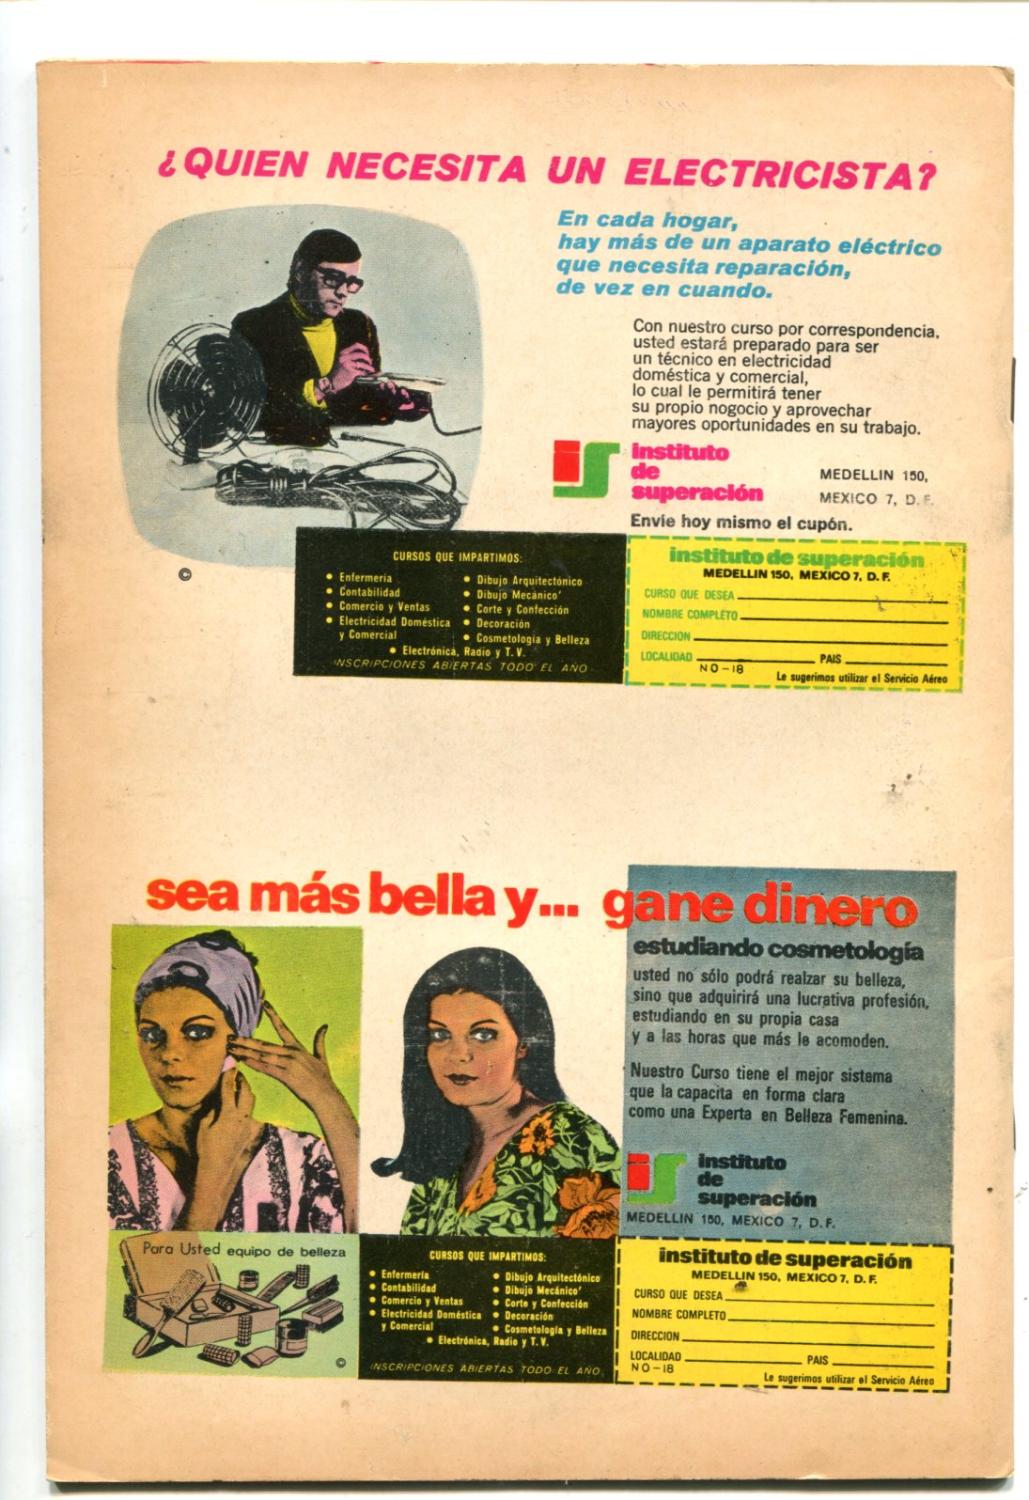 ¿QUIEN NECESITA UN ELECTRICISTA?
En cada hogar,
hay más de un aparato eléctrico
que necesita reparación,
de vez en cuando.
Con nuestro curso por correspondencia.
usted estará preparado para ser
un técnico en electricidad
doméstica y comercial,
lo cual le permitirá tener
su propio nogocio y aprovechar
mayores oportunidades en su trabajo.
is
instituto
de
superación
MEDELLIN 150,
MEXICO 7, D. F.
Envíe hoy mismo el cupón.
©
CURSOS QUE IMPARTIMOS:
• Enfermería
• Contabilidad
• Comercio y Ventas
• Electricidad Doméstica
y Comercial
• Dibujo Arquitectónico
• Dibujo Mecánico'
• Corte y Confección
• Decoración
• Cosmetología y Belleza
• Electrónica, Radio y T. V.
INSCRIPCIONES ABIERTAS TODO EL AÑO
instituto de superación
MEDELLIN 150, MEXICO 7, D. F.
CURSO QUE DESEA
NOMBRE COMPLETO
DIRECCION
LOCALIDAD PAIS
NO-18
Le sugerimos utilizar el Servicio Aéreo
sea más bella y... gane dinero
estudiando cosmetología
usted no sólo podrá realzar su belleza,
sino que adquirirá una lucrativa profesión,
estudiando en su propia casa
y a las horas que más le acomoden.
Nuestro Curso tiene el mejor sistema
que la capacita en forma clara
como una Experta en Belleza Femenina.
is
instituto
de
superación
MEDELLIN 150, MEXICO 7, D. F.
Para Usted equipo de belleza
©
CURSOS QUE IMPARTIMOS:
• Enfermería
• Contabilidad
• Comercio y Ventas
• Electricidad Doméstica
y Comercial
• Dibujo Arquitectónico
• Dibujo Mecánico'
• Corte y Confección
• Decoración
• Cosmetología y Belleza
• Electrónica, Radio y T. V.
INSCRIPCIONES ABIERTAS TODO EL AÑO
instituto de superación
MEDELLIN 150, MEXICO 7, D. F.
CURSO QUE DESEA
NOMBRE COMPLETO
DIRECCION
LOCALIDAD PAIS
NO-18
Le sugerimos utilizar el Servicio Aéreo